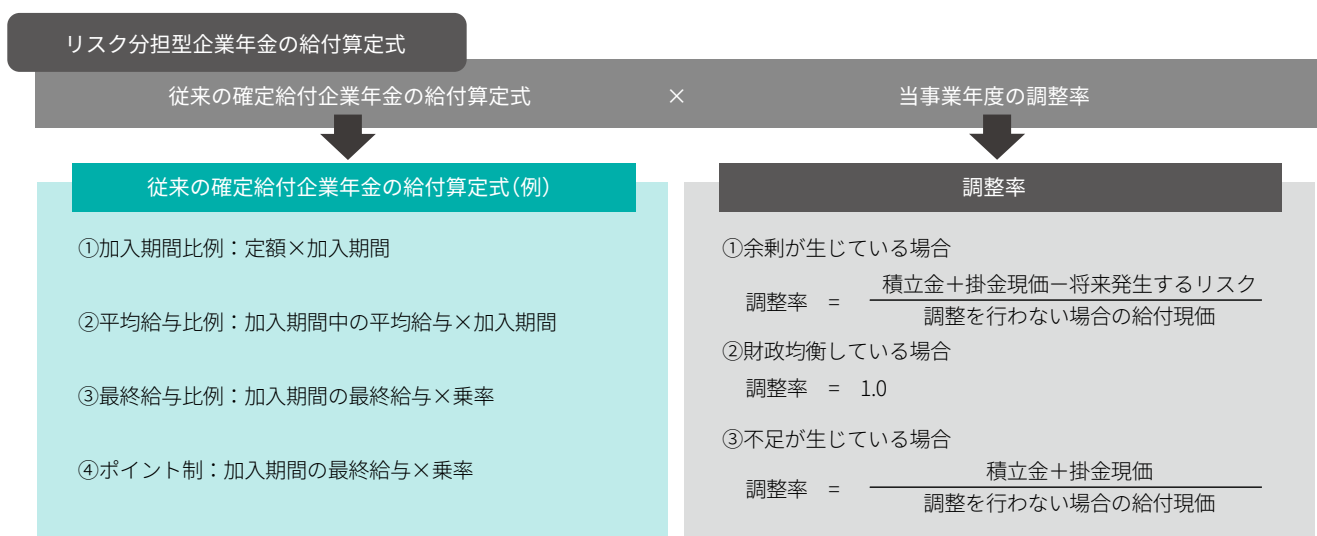 リスク分担型企業年金の給付算定式
従来の確定給付企業年金の給付算定式 × 当事業年度の調整率
従来の確定給付企業年金の給付算定式(例)
①加入期間比例：定額×加入期間
②平均給与比例：加入期間中の平均給与×加入期間
③最終給与比例：加入期間の最終給与×乗率
④ポイント制：加入期間の最終給与×乗率
調整率
①余剰が生じている場合
積立金＋掛金現価－将来発生するリスク
調整率 =
調整を行わない場合の給付現価
②財政均衡している場合
調整率 = 1.0
③不足が生じている場合
積立金＋掛金現価
調整率 =
調整を行わない場合の給付現価